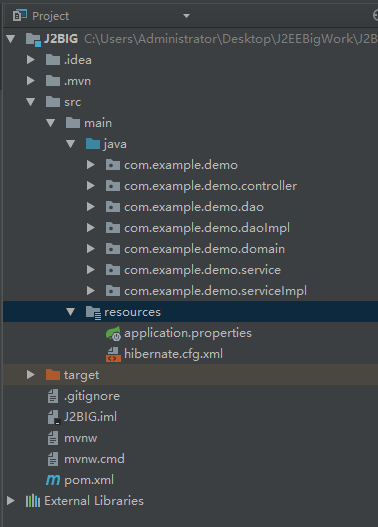 Project
J2BIG C:\Users\Administrator\Desktop\J2EEBigWork\J2B
.idea
.mvn
src
main
java
com.example.demo
com.example.demo.controller
com.example.demo.dao
com.example.demo.daoImpl
com.example.demo.domain
com.example.demo.service
com.example.demo.serviceImpl
resources
application.properties
hibernate.cfg.xml
target
.gitignore
J2BIG.iml
mvnw
mvnw.cmd
pom.xml
External Libraries